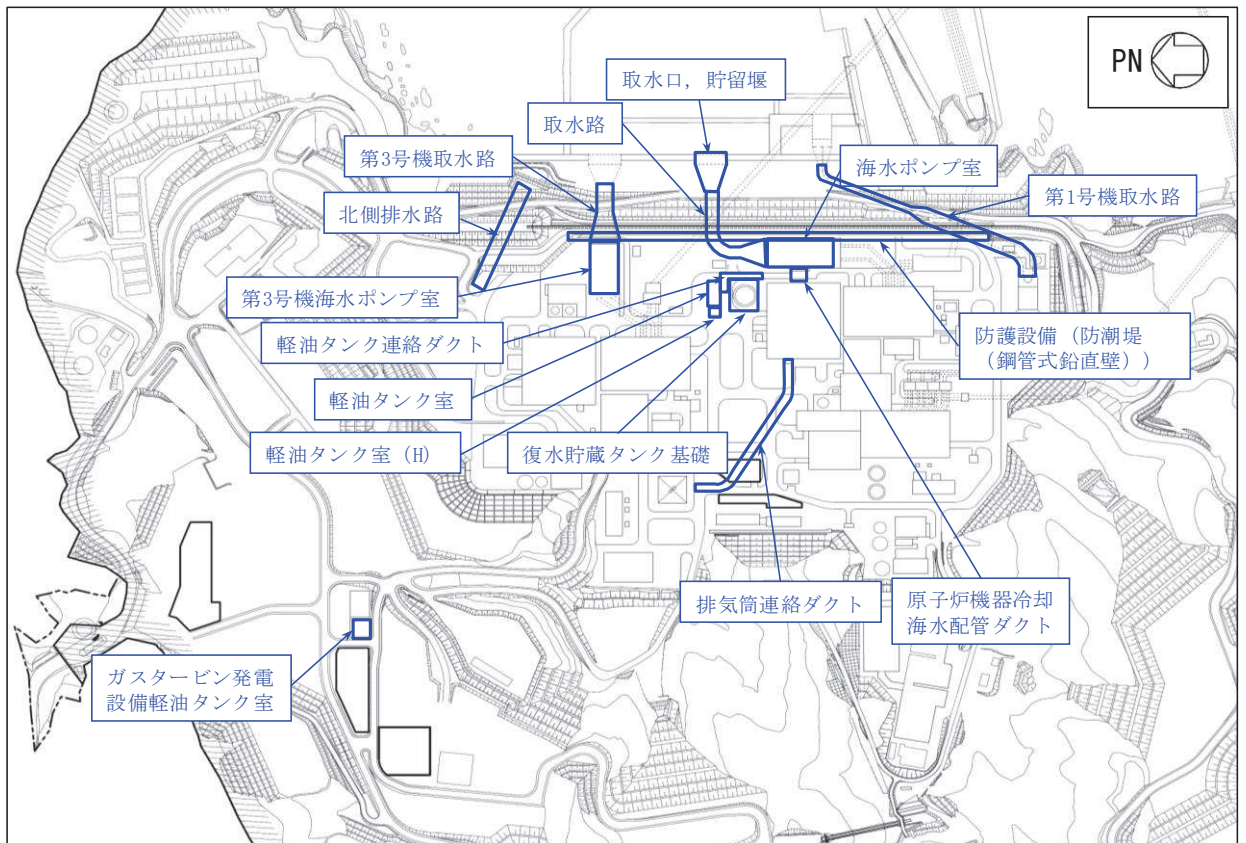 PN
取水口，貯留堰
取水路
海水ポンプ室
第3号機取水路
第1号機取水路
北側排水路
第3号機海水ポンプ室
軽油タンク連絡ダクト
防護設備（防潮堤
（鋼管式鉛直壁））
軽油タンク室
軽油タンク室（H）
復水貯蔵タンク基礎
排気筒連絡ダクト
原子炉機器冷却
海水配管ダクト
ガスタービン発電
設備軽油タンク室